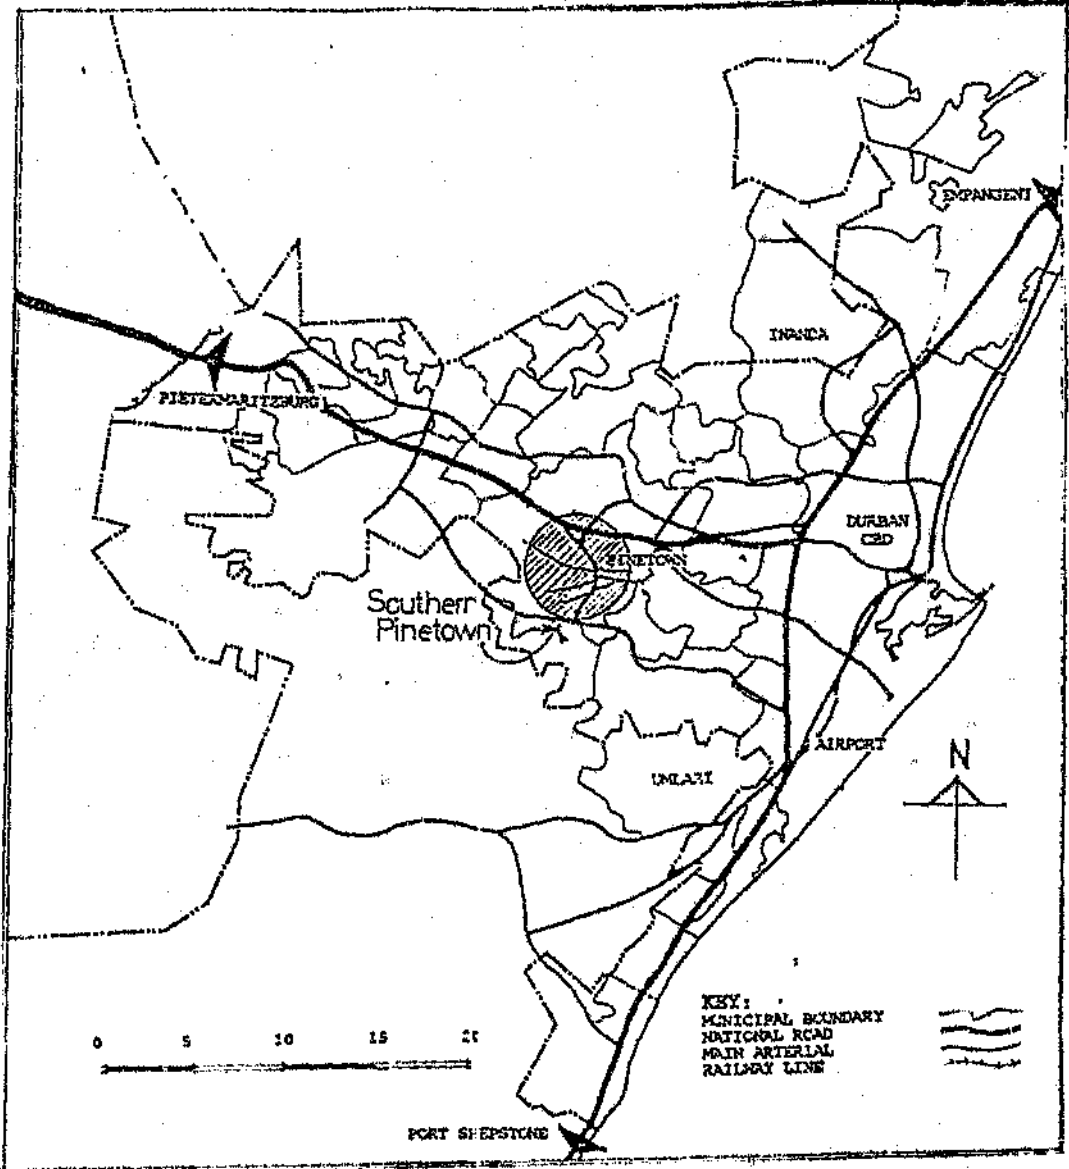 EMPANGENI
INANDA
PIETERMARITZBURG
DURBAN
CBD
PINETOWN
Southern
Pinetown
AIRPORT
N
UMLAZI
KEY:
MUNICIPAL BOUNDARY
NATIONAL ROAD
MAIN ARTERIAL
RAILWAY LINE
0 5 10 15 20
PORT SHEPSTONE